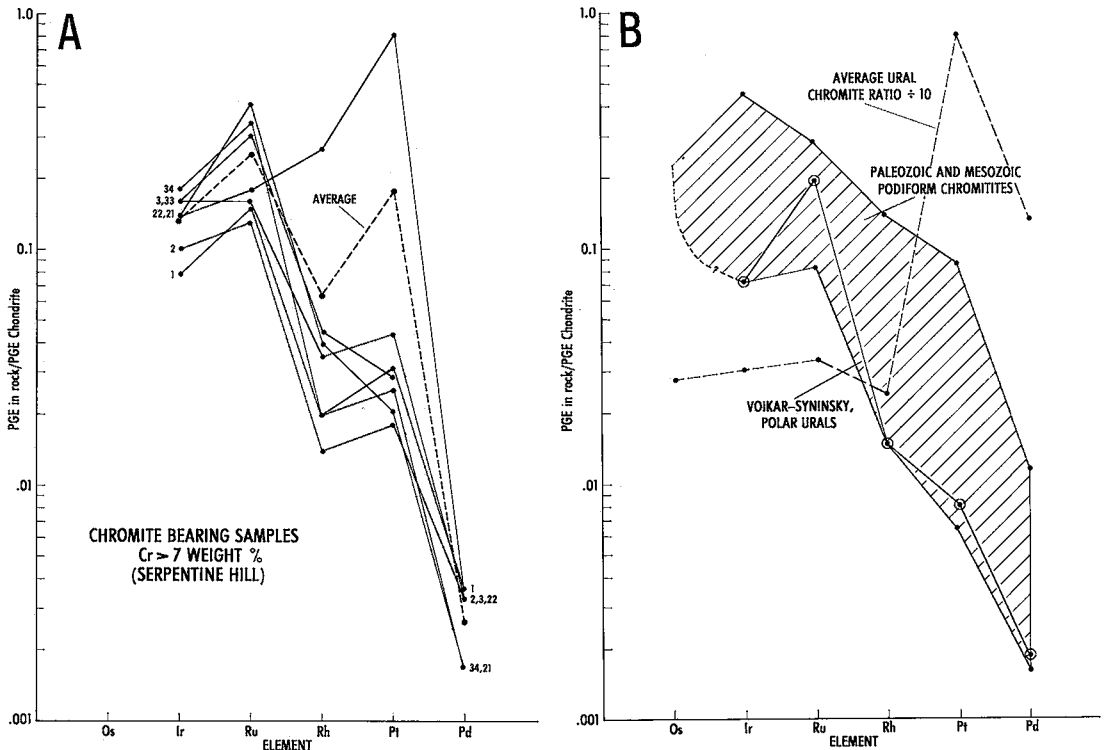 A
1.0
0.1
.01
.001
PGE in rock/PGE Chondrite
34
3,33
22,21
2
1
AVERAGE
CHROMITE BEARING SAMPLES
Cr > 7 WEIGHT %
(SERPENTINE HILL)
1
2,3,22
34,21
Os Ir Ru Rh Pt Pd
ELEMENT
B
1.0
0.1
.01
.001
PGE in rock/PGE Chondrite
AVERAGE URAL
CHROMITE RATIO ÷ 10
PALEOZOIC AND MESOZOIC
PODIFORM CHROMITITES
?
VOIKAR–SYNINSKY,
POLAR URALS
Os Ir Ru Rh Pt Pd
ELEMENT